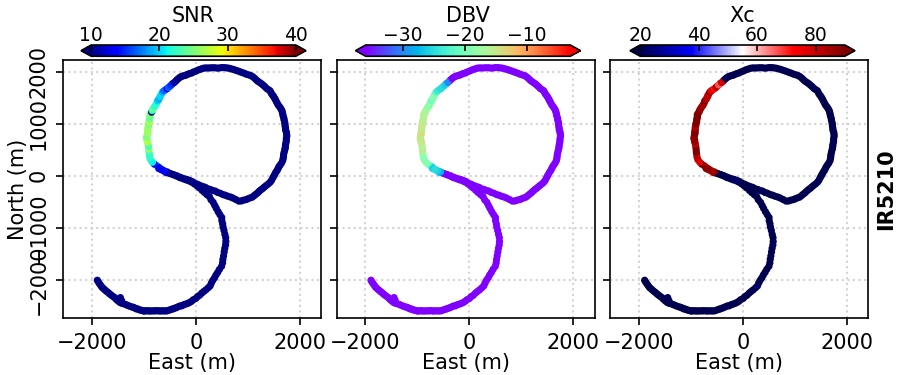 SNR DBV Xc
10 20 30 40 −30 −20 −10 20 40 60 80
North (m)
2000
1000
0
−1000
−2000
IR5210
−2000 0 2000 −2000 0 2000 −2000 0 2000
East (m) East (m) East (m)